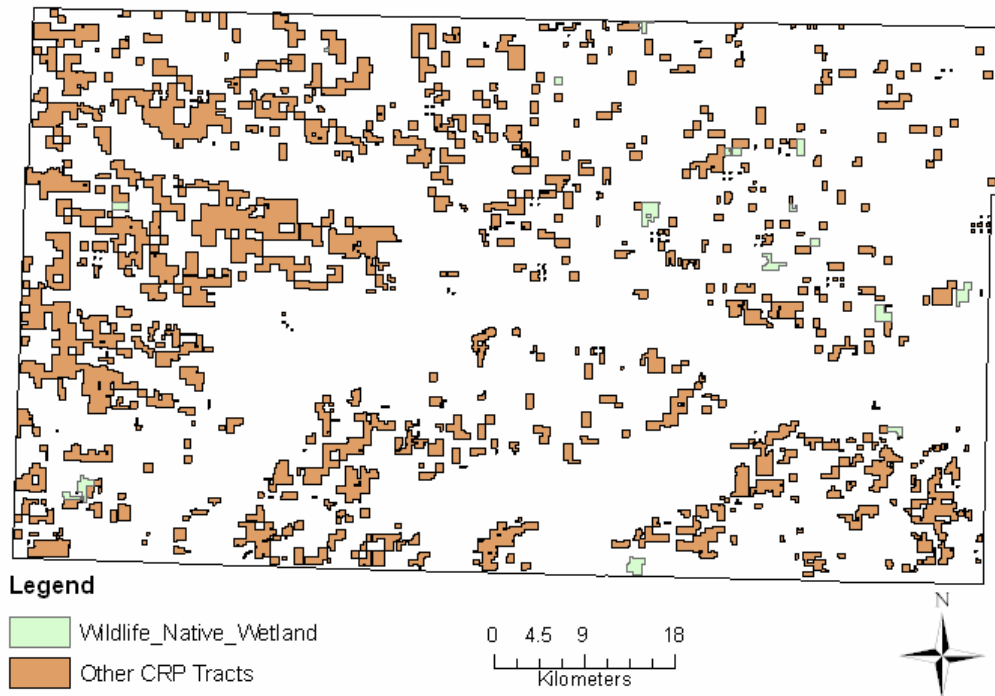 Legend
Wildlife_Native_Wetland
Other CRP Tracts
0 4.5 9 18
Kilometers
N